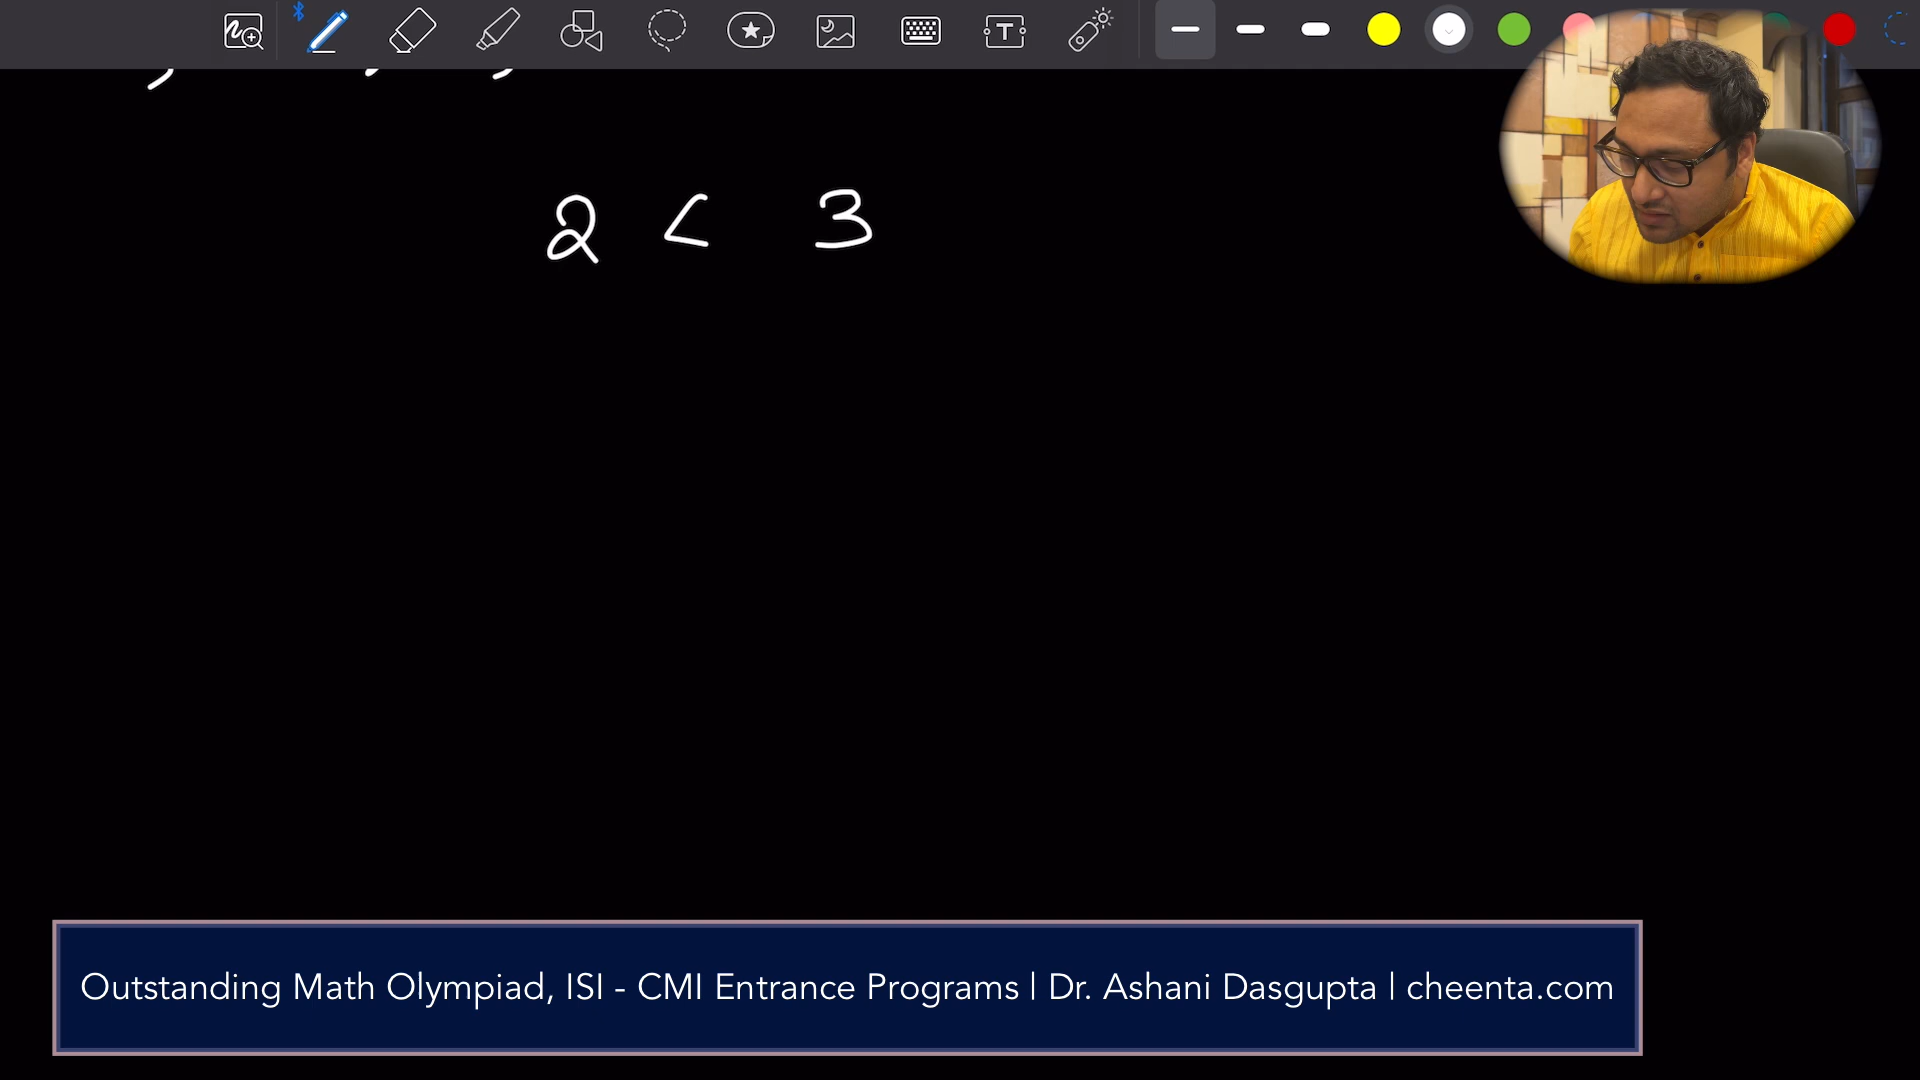 2 < 3
Outstanding Math Olympiad, ISI - CMI Entrance Programs | Dr. Ashani Dasgupta | cheenta.com